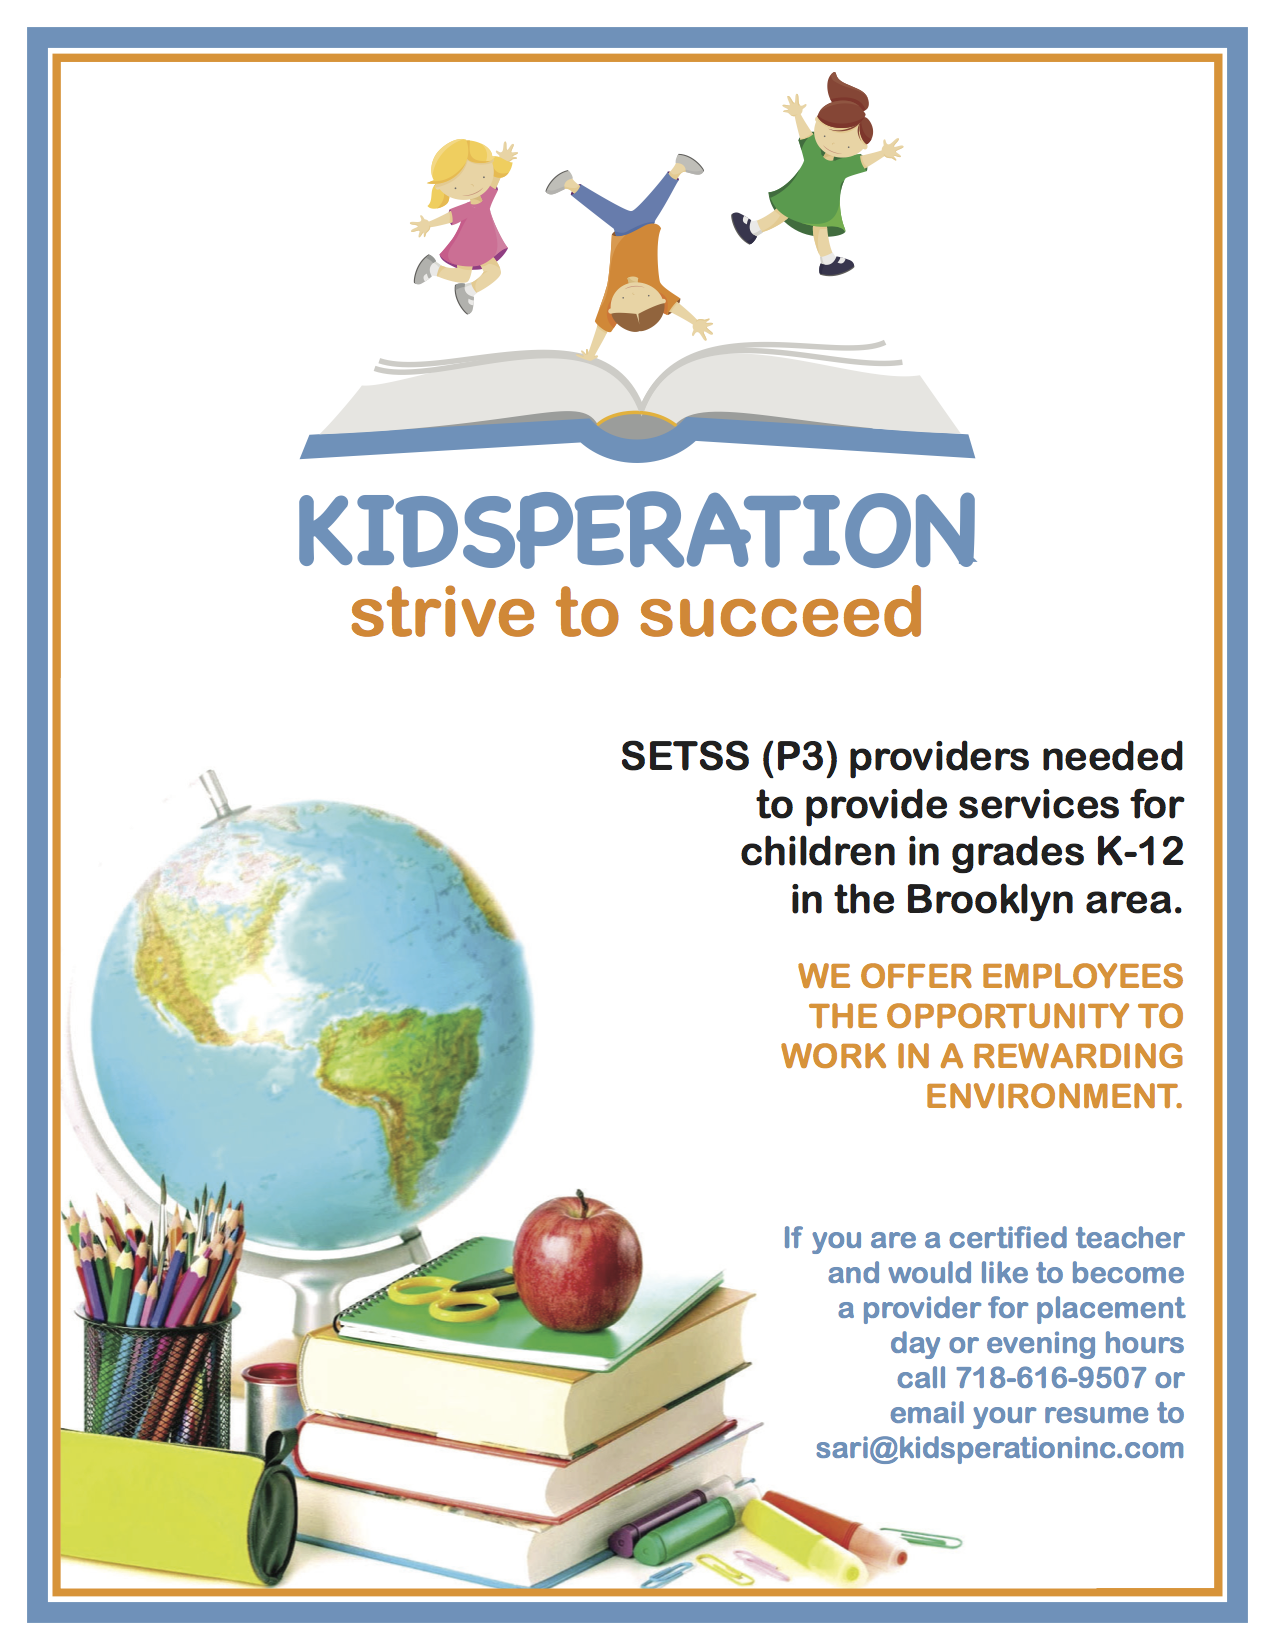 KIDSPERATION
strive to succeed
SETSS (P3) providers needed
to provide services for
children in grades K-12
in the Brooklyn area.
WE OFFER EMPLOYEES
THE OPPORTUNITY TO
WORK IN A REWARDING
ENVIRONMENT.
If you are a certified teacher
and would like to become
a provider for placement
day or evening hours
call 718-616-9507 or
email your resume to
sari@kidsperationinc.com